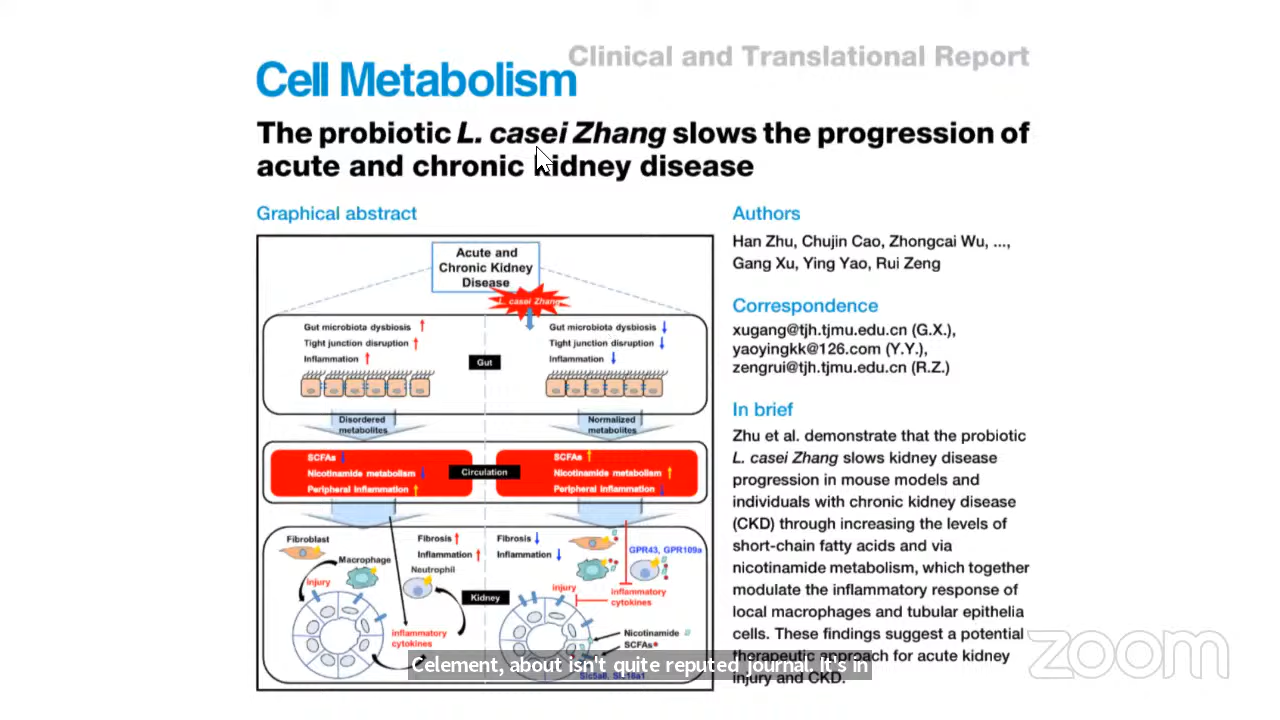 Clinical and Translational Report
Cell Metabolism
The probiotic L. casei Zhang slows the progression of
acute and chronic kidney disease
Graphical abstract
Acute and
Chronic Kidney
Disease
L. casei Zhang
Gut microbiota dysbiosis ↑
Tight junction disruption ↑
Inflammation ↑
Gut
Gut microbiota dysbiosis ↓
Tight junction disruption ↓
Inflammation ↓
Disordered
metabolites
Normalized
metabolites
SCFAs ↓
Nicotinamide metabolism ↓
Peripheral Inflammation ↑
Circulation
SCFAs ↑
Nicotinamide metabolism ↑
Peripheral Inflammation ↓
Fibroblast
Macrophage
injury
Fibrosis ↑
Inflammation ↑
Neutrophil
inflammatory
cytokines
Kidney
Fibrosis ↓
Inflammation ↓
GPR43, GPR109a
injury
inflammatory
cytokines
Nicotinamide
SCFAs
Authors
Han Zhu, Chujin Cao, Zhongcai Wu, ...,
Gang Xu, Ying Yao, Rui Zeng
Correspondence
xugang@tjh.tjmu.edu.cn (G.X.),
yaoyingkk@126.com (Y.Y.),
zengrui@tjh.tjmu.edu.cn (R.Z.)
In brief
Zhu et al. demonstrate that the probiotic
L. casei Zhang slows kidney disease
progression in mouse models and
individuals with chronic kidney disease
(CKD) through increasing the levels of
short-chain fatty acids and via
nicotinamide metabolism, which together
modulate the inflammatory response of
local macrophages and tubular epithelia
cells. These findings suggest a potential
therapeutic approach for acute kidney
injury and CKD.
Celement, about isn't quite reputed journal. It's in
zoom